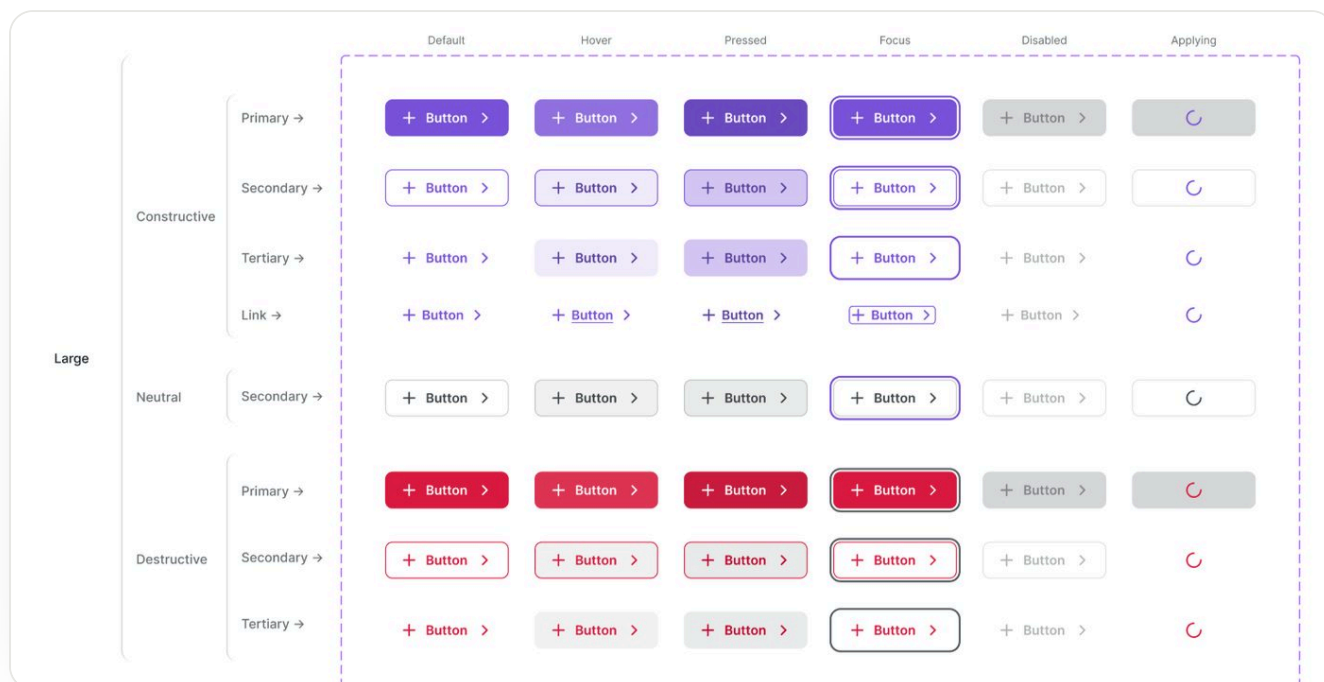 Default Hover Pressed Focus Disabled Applying
Primary → + Button > + Button > + Button > + Button > + Button >
Secondary → + Button > + Button > + Button > + Button > + Button >
Constructive
Tertiary → + Button > + Button > + Button > + Button > + Button >
Link → + Button > + Button > + Button > + Button > + Button >
Large
Neutral Secondary → + Button > + Button > + Button > + Button > + Button >
Primary → + Button > + Button > + Button > + Button > + Button >
Destructive Secondary → + Button > + Button > + Button > + Button > + Button >
Tertiary → + Button > + Button > + Button > + Button > + Button >